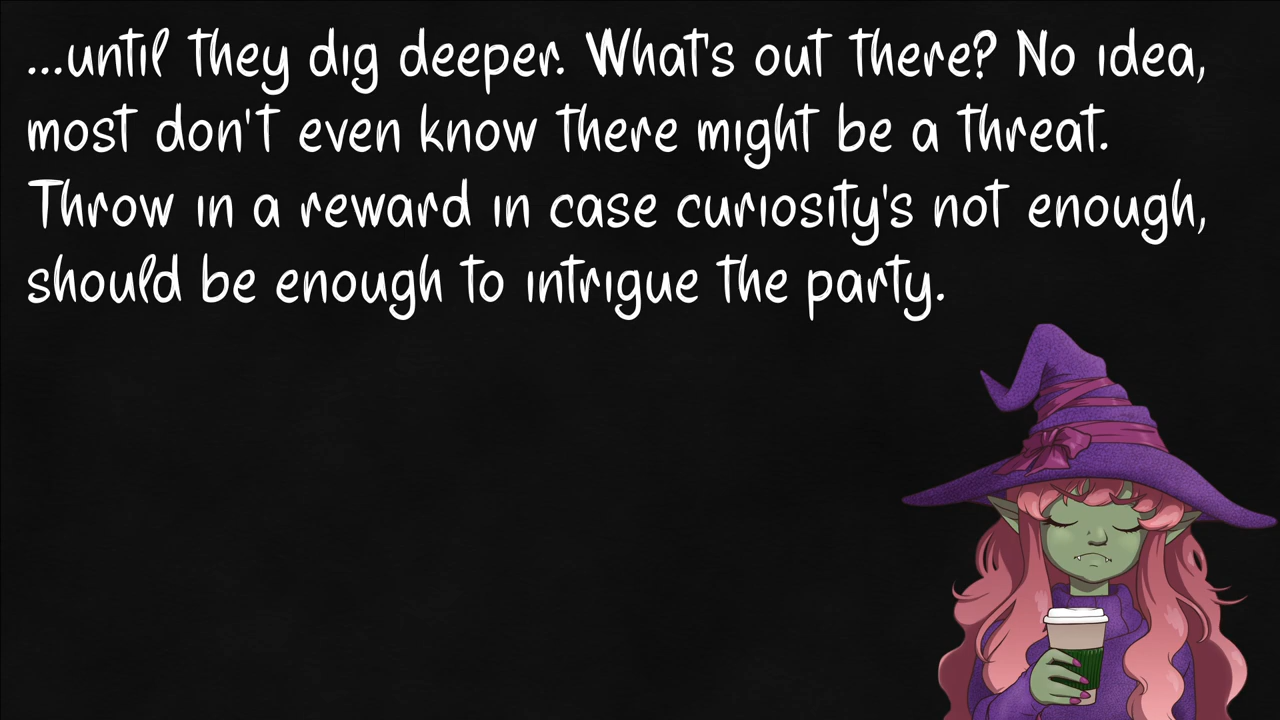 ...until they dig deeper. What's out there? No idea,
most don't even know there might be a threat.
Throw in a reward in case curiosity's not enough,
should be enough to intrigue the party.